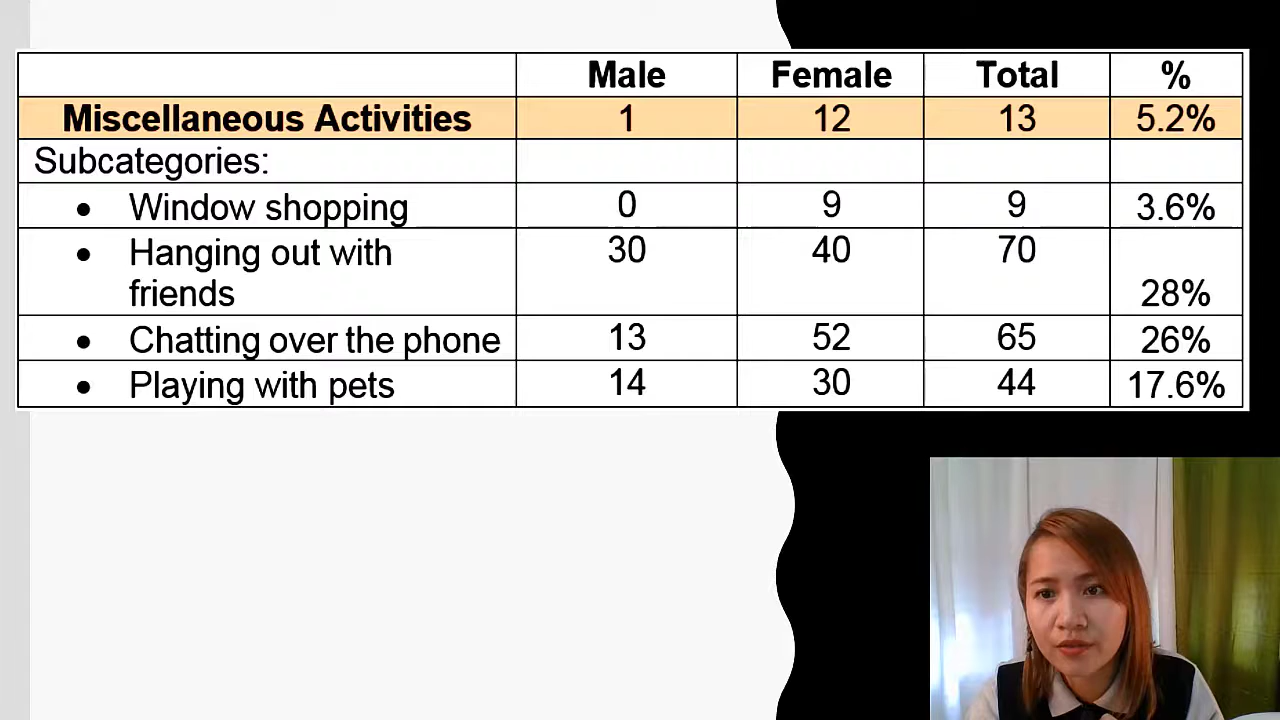 Male Female Total %
Miscellaneous Activities 1 12 13 5.2%
Subcategories:
• Window shopping 0 9 9 3.6%
• Hanging out with 30 40 70
friends 28%
• Chatting over the phone 13 52 65 26%
• Playing with pets 14 30 44 17.6%